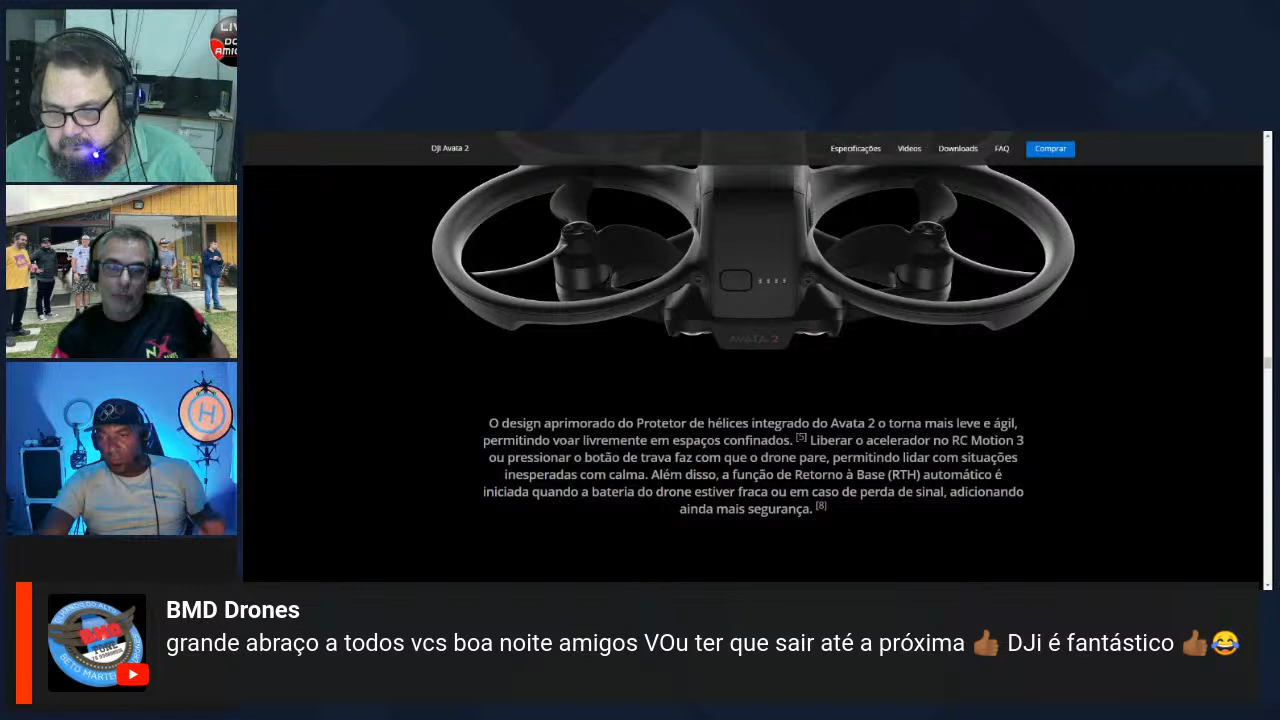 LIV
DO
AMIG
H
DJI Avata 2
Especificações
Videos
Downloads
FAQ
Comprar
AVATA 2
O design aprimorado do Protetor de hélices integrado do Avata 2 o torna mais leve e ágil,
permitindo voar livremente em espaços confinados. [5] Liberar o acelerador no RC Motion 3
ou pressionar o botão de trava faz com que o drone pare, permitindo lidar com situações
inesperadas com calma. Além disso, a função de Retorno à Base (RTH) automático é
iniciada quando a bateria do drone estiver fraca ou em caso de perda de sinal, adicionando
ainda mais segurança. [8]
BMD
BMD Drones
grande abraço a todos vcs boa noite amigos VOu ter que sair até a próxima 👍🏾 DJi é fantástico 👍🏾😂